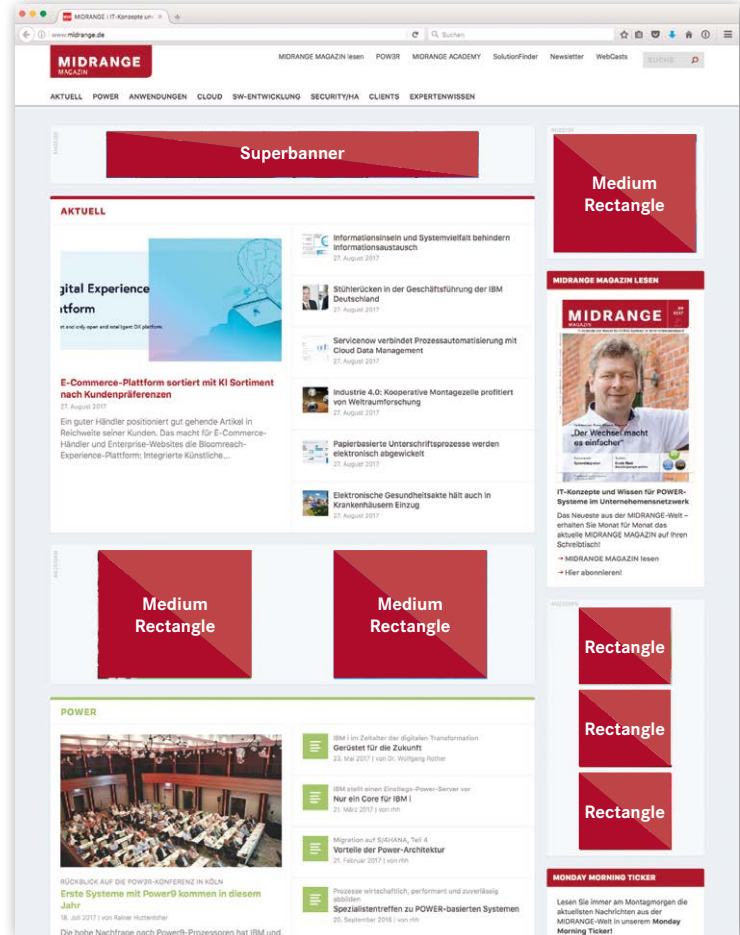 MIDRANGE | IT-Konzepte und
www.midrange.de
Suchen
MIDRANGE
MAGAZIN
MIDRANGE MAGAZIN lesen POW3R MIDRANGE ACADEMY SolutionFinder Newsletter WebCasts SUCHE
AKTUELL POWER ANWENDUNGEN CLOUD SW-ENTWICKLUNG SECURITY/HA CLIENTS EXPERTENWISSEN
ANZEIGE
Superbanner
AKTUELL
gital Experience
tform
st and only open and intelligent DX platform.
E-Commerce-Plattform sortiert mit KI Sortiment
nach Kundenpräferenzen
27. August 2017
Ein guter Händler positioniert gut gehende Artikel in
Reichweite seiner Kunden. Das macht für E-Commerce-
Händler und Enterprise-Websites die Bloomreach-
Experience-Plattform: Integrierte Künstliche...
Informationsinseln und Systemvielfalt behindern
Informationsaustausch
27. August 2017
Stühlerücken in der Geschäftsführung der IBM
Deutschland
27. August 2017
Servicenow verbindet Prozessautomatisierung mit
Cloud Data Management
27. August 2017
Industrie 4.0: Kooperative Montagezelle profitiert
von Weltraumforschung
27. August 2017
Papierbasierte Unterschriftsprozesse werden
elektronisch abgewickelt
27. August 2017
Elektronische Gesundheitsakte hält auch in
Krankenhäusern Einzug
27. August 2017
ANZEIGEN
Medium
Rectangle
Medium
Rectangle
POWER
RÜCKBLICK AUF DIE POW3R-KONFERENZ IN KÖLN
Erste Systeme mit Power9 kommen in diesem
Jahr
18. Juli 2017 | von Rainer Huttenloher
Die hohe Nachfrage nach Power9-Prozessoren hat IBM und
IBM i im Zeitalter der digitalen Transformation
Gerüstet für die Zukunft
23. Mai 2017 | von Dr. Wolfgang Rother
IBM stellt einen Einstiegs-Power-Server vor
Nur ein Core für IBM i
21. März 2017 | von rhh
Migration auf S/4HANA, Teil 4
Vorteile der Power-Architektur
21. Februar 2017 | von rhh
Prozesse wirtschaftlich, performant und zuverlässig
abbilden
Spezialistentreffen zu POWER-basierten Systemen
20. September 2016 | von rhh
ANZEIGE
Medium
Rectangle
MIDRANGE MAGAZIN LESEN
MIDRANGE
MAGAZIN
„Der Wechsel macht
es einfacher“
IT-Konzepte und Wissen für POWER-
Systeme im Unternehmensnetzwerk
Das Neueste aus der MIDRANGE-Welt –
erhalten Sie Monat für Monat das
aktuelle MIDRANGE MAGAZIN auf Ihren
Schreibtisch!
→ MIDRANGE MAGAZIN lesen
→ Hier abonnieren!
ANZEIGEN
Rectangle
Rectangle
Rectangle
MONDAY MORNING TICKER
Lesen Sie immer am Montagmorgen die
aktuellsten Nachrichten aus der
MIDRANGE-Welt in unserem Monday
Morning Ticker!